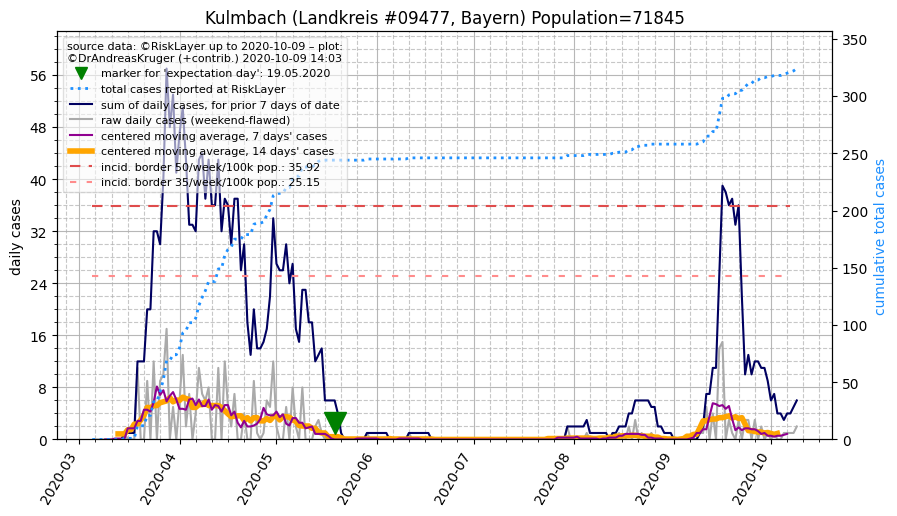 Kulmbach (Landkreis #09477, Bayern) Population=71845
source data: ©RiskLayer up to 2020-10-09 – plot:
©DrAndreasKruger (+contrib.) 2020-10-09 14:03
marker for 'expectation day': 19.05.2020
total cases reported at RiskLayer
sum of daily cases, for prior 7 days of date
raw daily cases (weekend-flawed)
centered moving average, 7 days' cases
centered moving average, 14 days' cases
incid. border 50/week/100k pop.: 35.92
incid. border 35/week/100k pop.: 25.15
daily cases
56
48
40
32
24
16
8
0
cumulative total cases
350
300
250
200
150
100
50
0
2020-03
2020-04
2020-05
2020-06
2020-07
2020-08
2020-09
2020-10